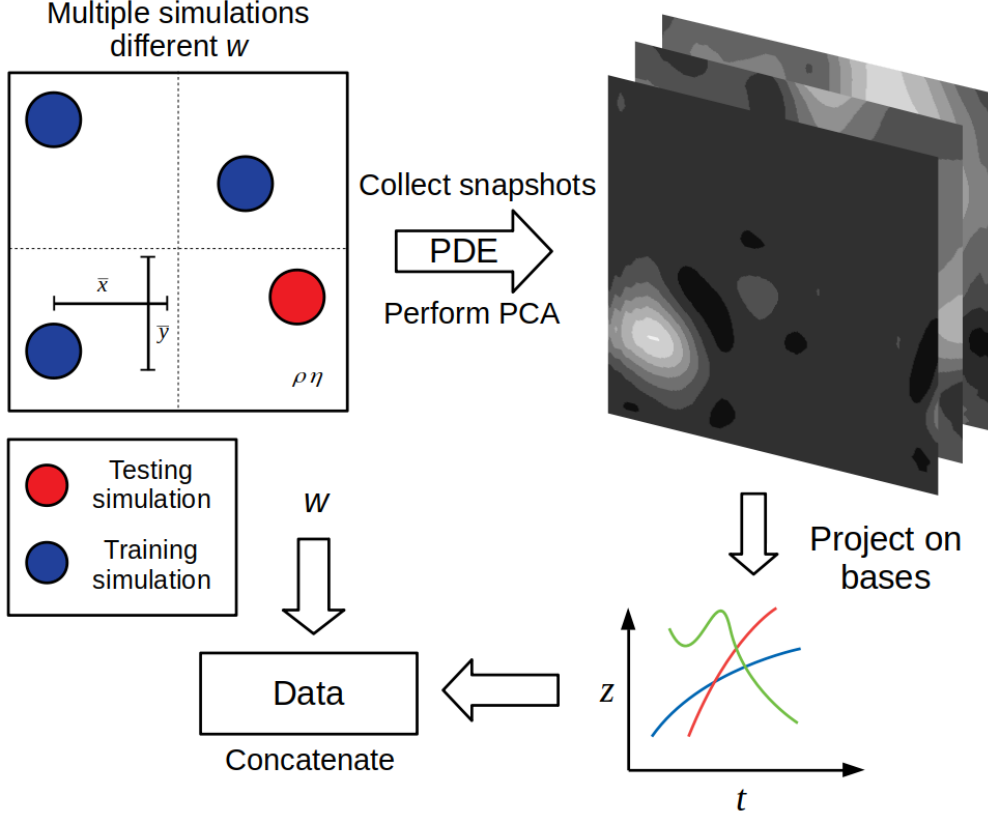 Multiple simulations
different w
x̅
y̅
ρ η
Collect snapshots
PDE
Perform PCA
Testing
simulation
Training
simulation
w
Project on
bases
z
t
Data
Concatenate